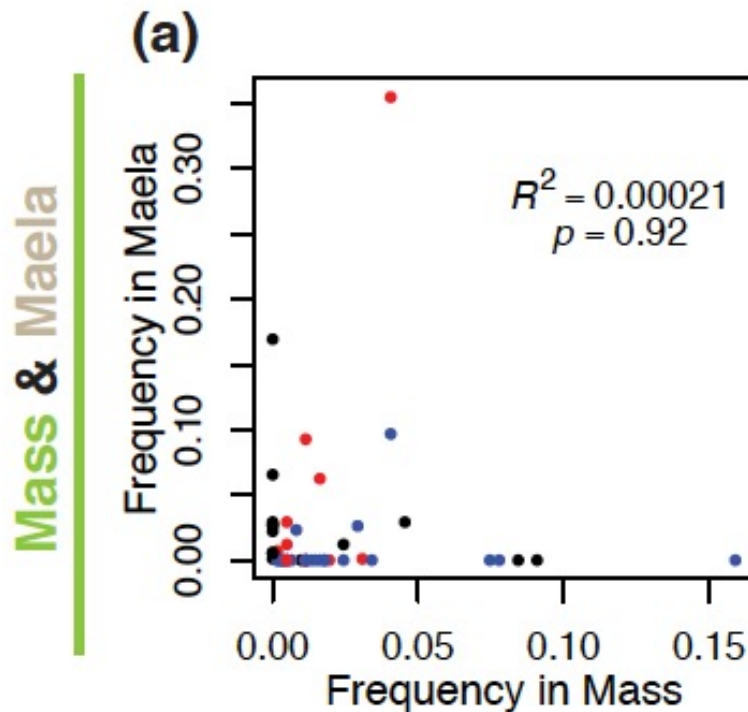 (a)
Mass & Maela
Frequency in Maela
0.30
0.20
0.10
0.00
R² = 0.00021
p = 0.92
0.00 0.05 0.10 0.15
Frequency in Mass